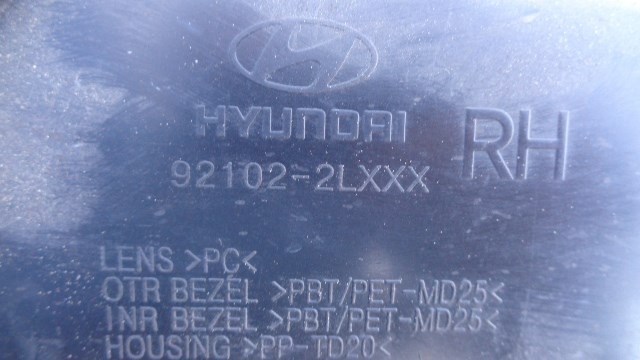 HYUNDAI
92102-2LXXX RH
LENS >PC<
OTR BEZEL >PBT/PET-MD25<
INR BEZEL >PBT/PET-MD25<
HOUSING >PP-TD20<